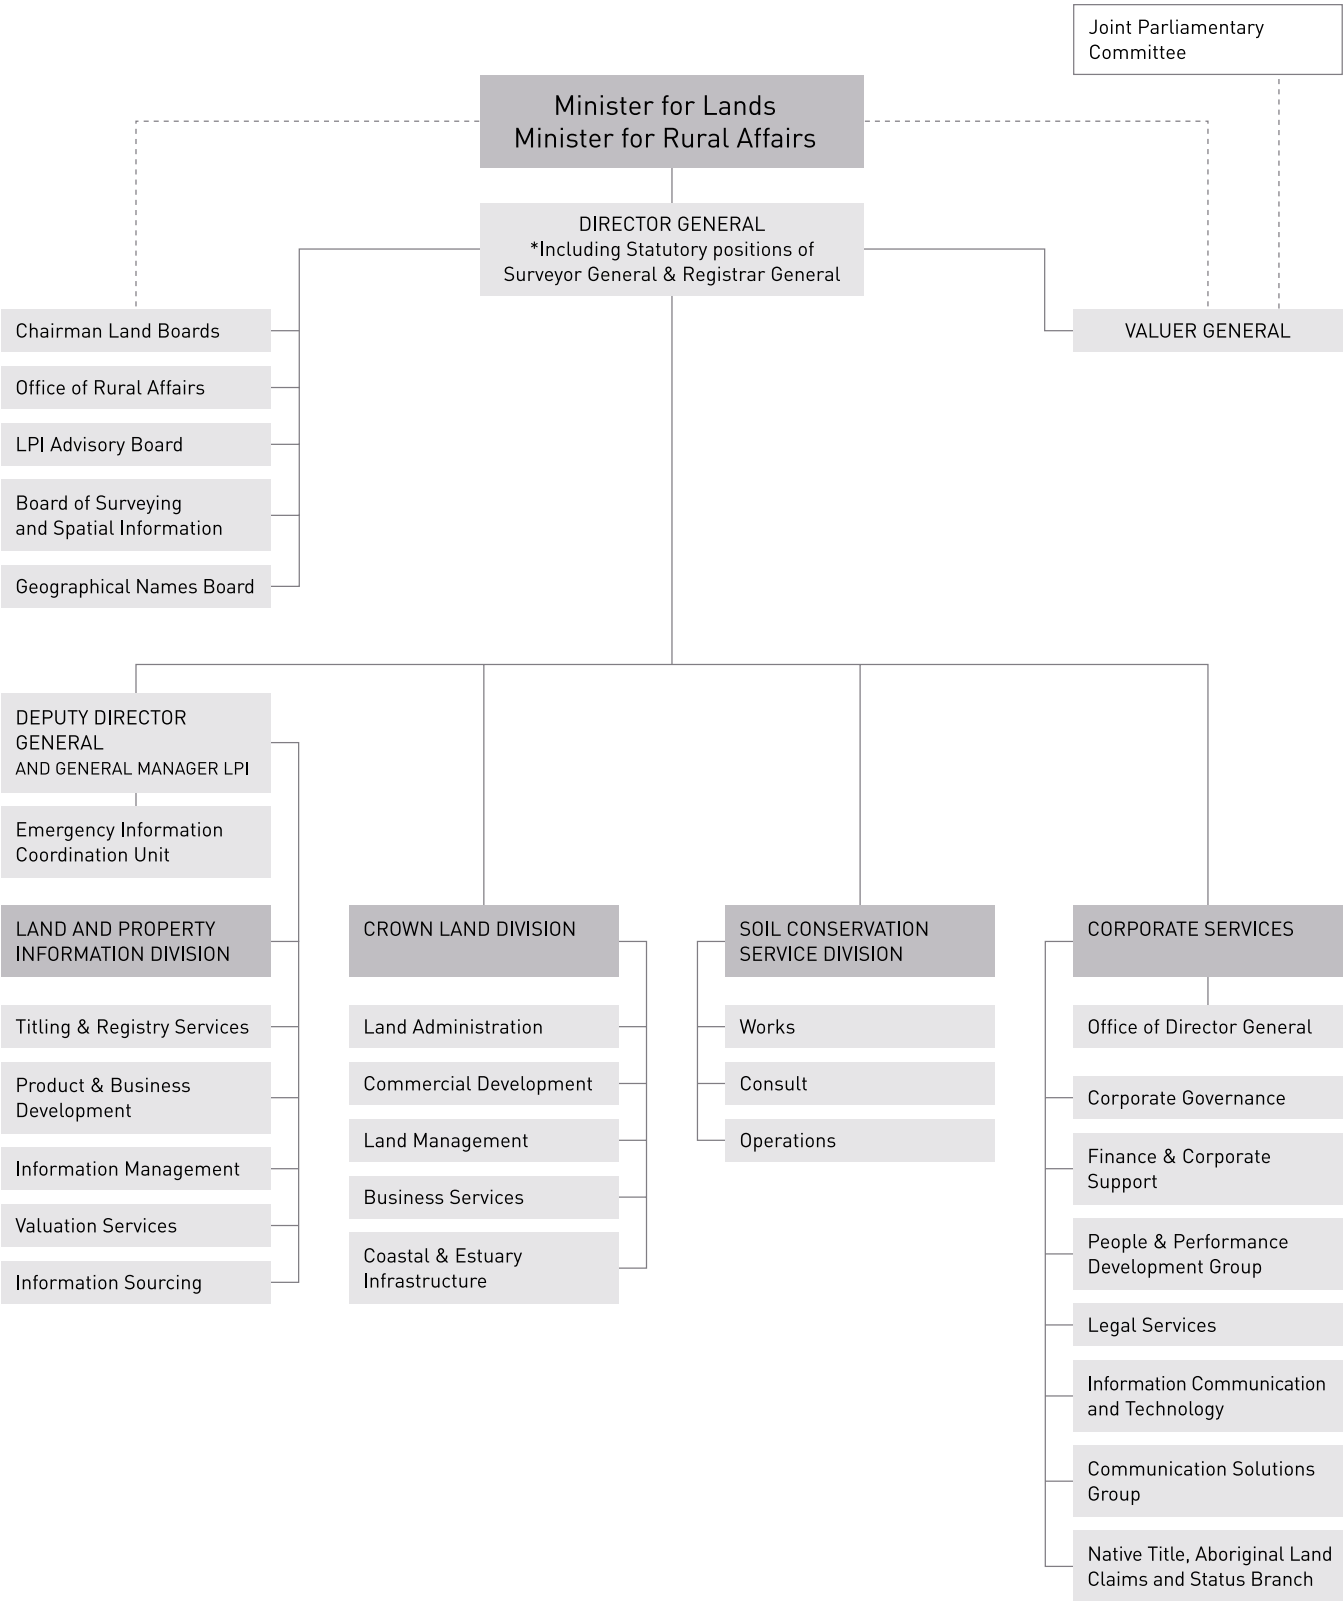 Joint Parliamentary
Committee
Minister for Lands
Minister for Rural Affairs
DIRECTOR GENERAL
*Including Statutory positions of
Surveyor General & Registrar General
Chairman Land Boards
VALUER GENERAL
Office of Rural Affairs
LPI Advisory Board
Board of Surveying
and Spatial Information
Geographical Names Board
DEPUTY DIRECTOR
GENERAL
AND GENERAL MANAGER LPI
Emergency Information
Coordination Unit
LAND AND PROPERTY
INFORMATION DIVISION
Titling & Registry Services
Product & Business
Development
Information Management
Valuation Services
Information Sourcing
CROWN LAND DIVISION
Land Administration
Commercial Development
Land Management
Business Services
Coastal & Estuary
Infrastructure
SOIL CONSERVATION
SERVICE DIVISION
Works
Consult
Operations
CORPORATE SERVICES
Office of Director General
Corporate Governance
Finance & Corporate
Support
People & Performance
Development Group
Legal Services
Information Communication
and Technology
Communication Solutions
Group
Native Title, Aboriginal Land
Claims and Status Branch